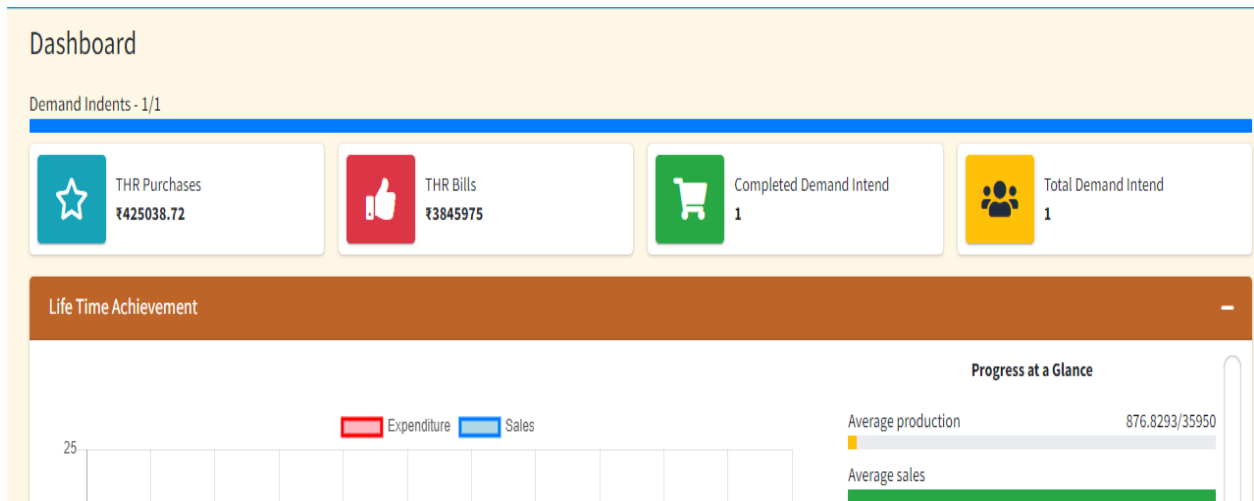 Dashboard
Demand Indents - 1/1
THR Purchases
₹425038.72
THR Bills
₹3845975
Completed Demand Intend
1
Total Demand Intend
1
Life Time Achievement
Progress at a Glance
Expenditure Sales
25
Average production 876.8293/35950
Average sales